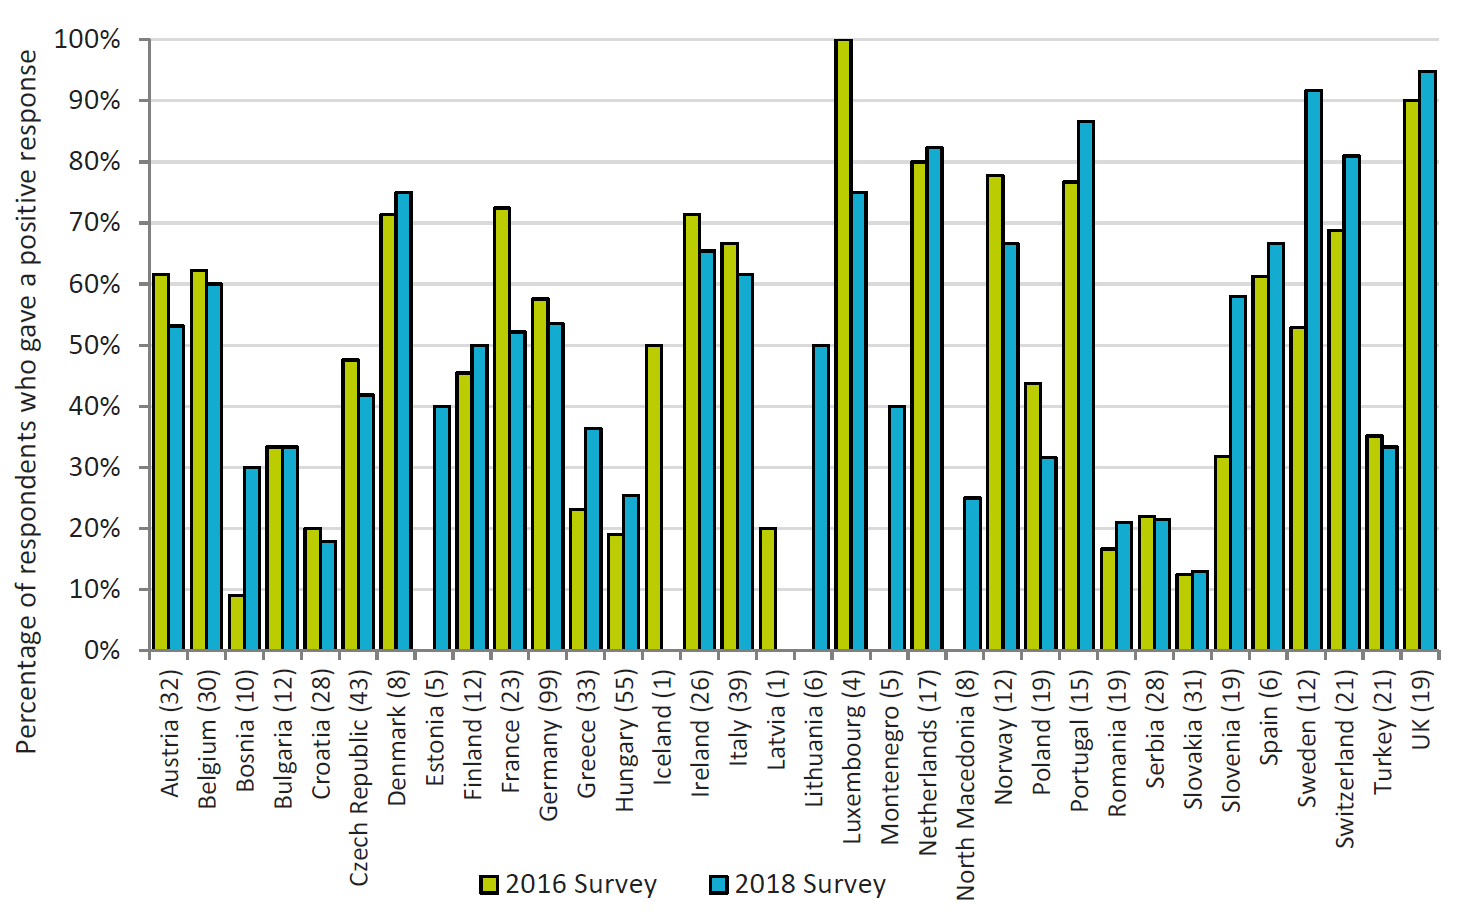 Percentage of respondents who gave a positive response
100%
90%
80%
70%
60%
50%
40%
30%
20%
10%
0%
Austria (32)
Belgium (30)
Bosnia (10)
Bulgaria (12)
Croatia (28)
Czech Republic (43)
Denmark (8)
Estonia (5)
Finland (12)
France (23)
Germany (99)
Greece (33)
Hungary (55)
Iceland (1)
Ireland (26)
Italy (39)
Latvia (1)
Lithuania (6)
Luxembourg (4)
Montenegro (5)
Netherlands (17)
North Macedonia (8)
Norway (12)
Poland (19)
Portugal (15)
Romania (19)
Serbia (28)
Slovakia (31)
Slovenia (19)
Spain (6)
Sweden (12)
Switzerland (21)
Turkey (21)
UK (19)
2016 Survey
2018 Survey